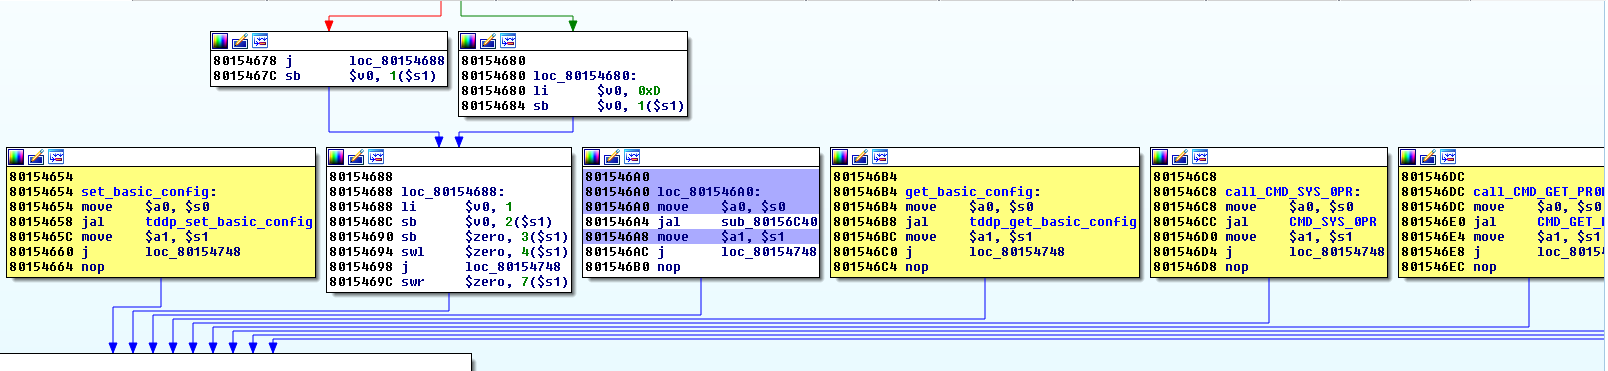 80154678 j loc_80154688
8015467C sb $v0, 1($s1)
80154680
80154680 loc_80154680:
80154680 li $v0, 0xD
80154684 sb $v0, 1($s1)
80154654
80154654 set_basic_config:
80154654 move $a0, $s0
80154658 jal tddp_set_basic_config
8015465C move $a1, $s1
80154660 j loc_80154748
80154664 nop
80154688
80154688 loc_80154688:
80154688 li $v0, 1
8015468C sb $v0, 2($s1)
80154690 sb $zero, 3($s1)
80154694 swl $zero, 4($s1)
80154698 j loc_80154748
8015469C swr $zero, 7($s1)
801546A0
801546A0 loc_801546A0:
801546A0 move $a0, $s0
801546A4 jal sub_80156C40
801546A8 move $a1, $s1
801546AC j loc_80154748
801546B0 nop
801546B4
801546B4 get_basic_config:
801546B4 move $a0, $s0
801546B8 jal tddp_get_basic_config
801546BC move $a1, $s1
801546C0 j loc_80154748
801546C4 nop
801546C8
801546C8 call_CMD_SYS_0PR:
801546C8 move $a0, $s0
801546CC jal CMD_SYS_0PR
801546D0 move $a1, $s1
801546D4 j loc_80154748
801546D8 nop
801546DC
801546DC call_CMD_GET_PRO
801546DC move $a0, $s0
801546E0 jal CMD_GET_
801546E4 move $a1, $s1
801546E8 j loc_8015
801546EC nop